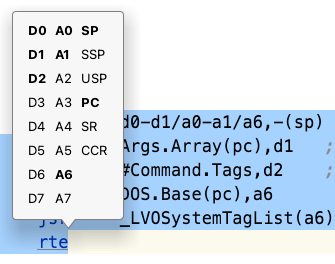 D0 A0 SP
D1 A1 SSP
D2 A2 USP
D3 A3 PC
D4 A4 SR
D5 A5 CCR
D6 A6
D7 A7
d0-d1/a0-a1/a6,-(sp)
Args.Array(pc),d1 ;
#Command.Tags,d2 ;
DOS.Base(pc),a6
_LVOSystemTagList(a6)
rte